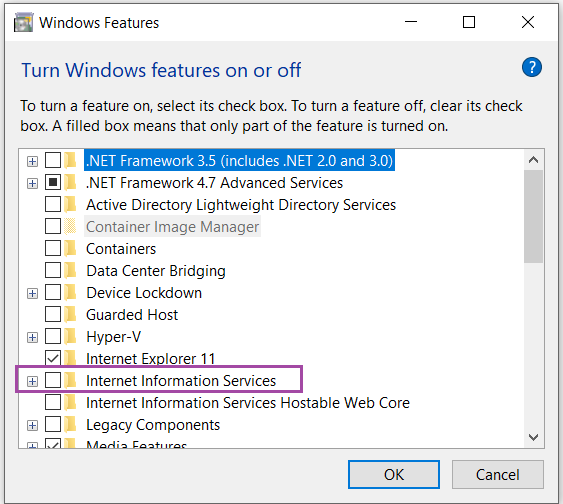 Windows Features
Turn Windows features on or off
?
To turn a feature on, select its check box. To turn a feature off, clear its check
box. A filled box means that only part of the feature is turned on.
.NET Framework 3.5 (includes .NET 2.0 and 3.0)
.NET Framework 4.7 Advanced Services
Active Directory Lightweight Directory Services
Container Image Manager
Containers
Data Center Bridging
Device Lockdown
Guarded Host
Hyper-V
Internet Explorer 11
Internet Information Services
Internet Information Services Hostable Web Core
Legacy Components
Media Features
OK
Cancel